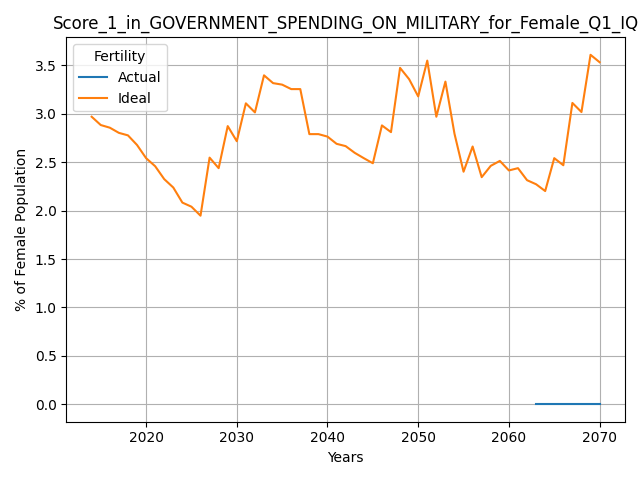 Score_1_in_GOVERNMENT_SPENDING_ON_MILITARY_for_Female_Q1_IQ
Fertility
Actual
Ideal
% of Female Population
3.5
3.0
2.5
2.0
1.5
1.0
0.5
0.0
2020 2030 2040 2050 2060 2070
Years